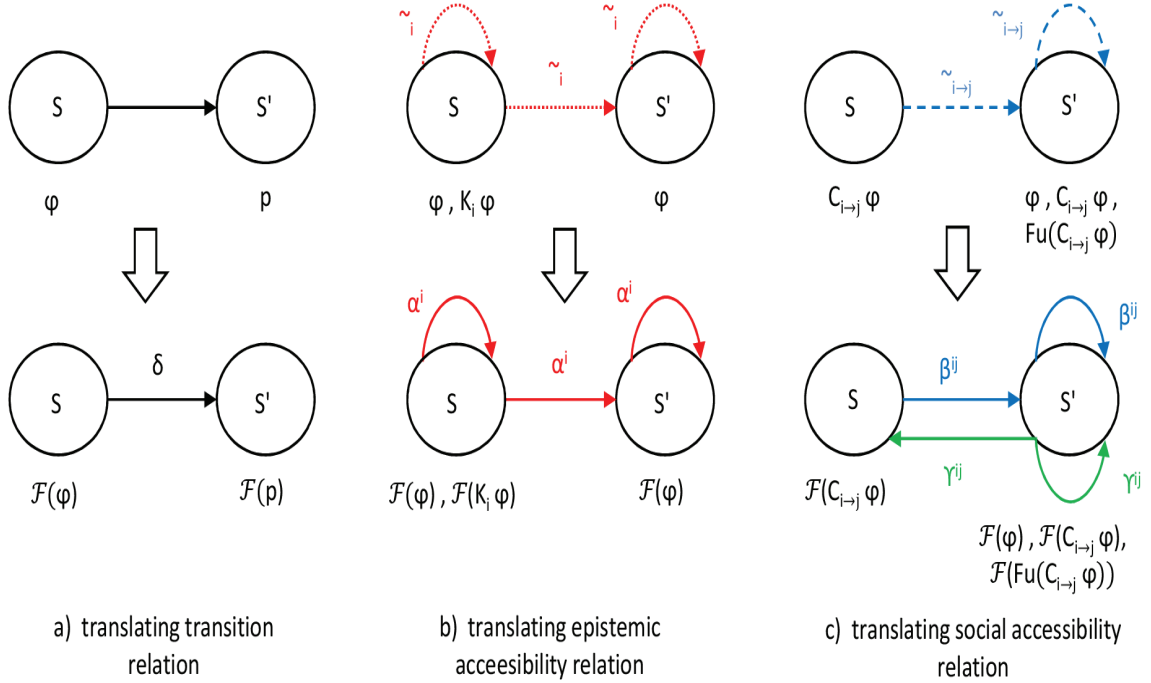 ~i ~i ~i→j
S S' S ~i S' S ~i→j S'
φ p φ , Ki φ φ Ci→j φ φ , Ci→j φ ,
Fu(Ci→j φ)
αi αi βij
δ αi βij
S S' S S' S S'
γij γij
ℱ(φ) ℱ(p) ℱ(φ) , ℱ(Ki φ) ℱ(φ) ℱ(Ci→j φ)
ℱ(φ) , ℱ(Ci→j φ),
ℱ(Fu(Ci→j φ))
a) translating transition
relation
b) translating epistemic
acceesibility relation
c) translating social accessibility
relation